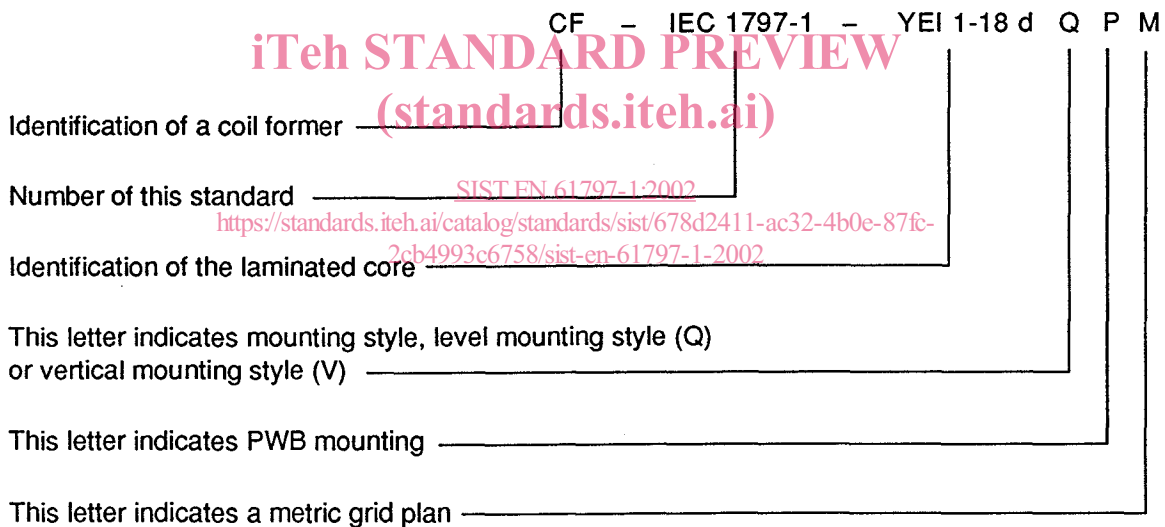 CF – IEC 1797-1 – YEI 1-18 d Q P M
iTeh STANDARD PREVIEW
(standards.iteh.ai)
Identification of a coil former
Number of this standard
SIST EN 61797-1:2002
https://standards.iteh.ai/catalog/standards/sist/678d2411-ac32-4b0e-87fc-
2cb4993c6758/sist-en-61797-1-2002
Identification of the laminated core
This letter indicates mounting style, level mounting style (Q)
or vertical mounting style (V)
This letter indicates PWB mounting
This letter indicates a metric grid plan